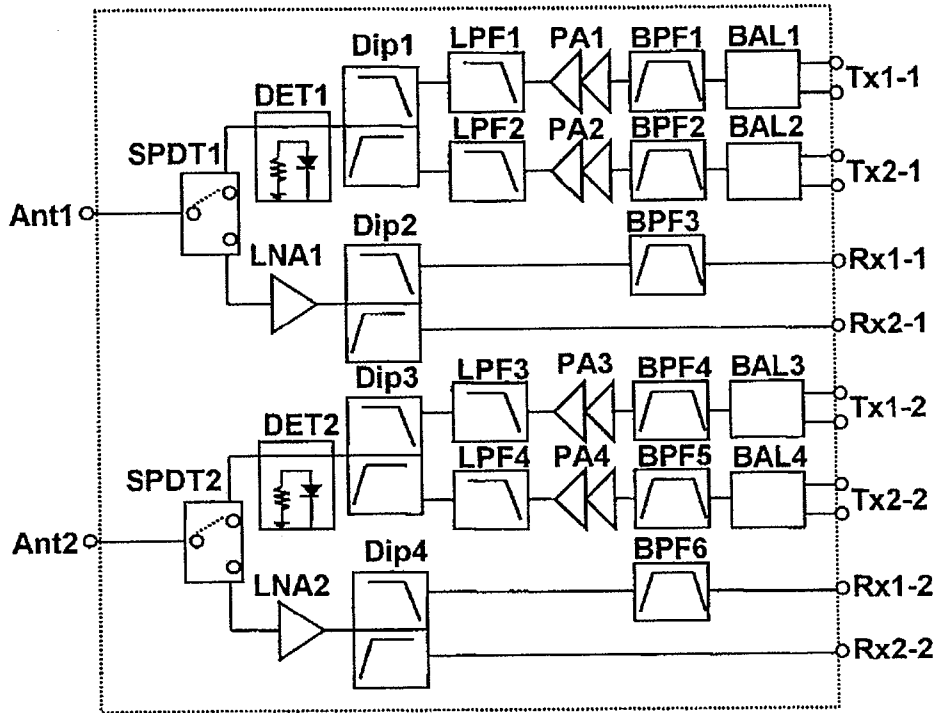 Dip1 LPF1 PA1 BPF1 BAL1
Tx1-1
DET1
LPF2 PA2 BPF2 BAL2
SPDT1
Tx2-1
Ant1
Dip2 BPF3
LNA1
Rx1-1
Rx2-1
Dip3 LPF3 PA3 BPF4 BAL3
Tx1-2
DET2
LPF4 PA4 BPF5 BAL4
SPDT2
Tx2-2
Ant2
Dip4 BPF6
LNA2
Rx1-2
Rx2-2